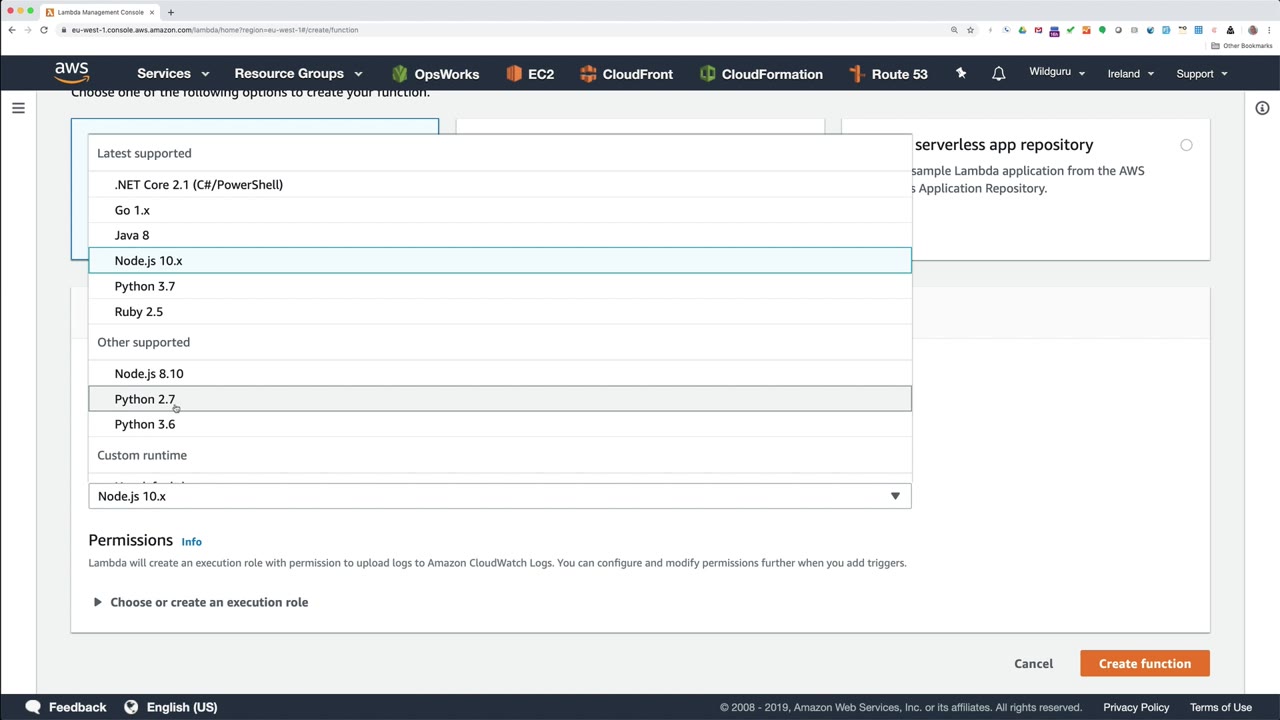 Lambda Management Console
eu-west-1.console.aws.amazon.com/lambda/home?region=eu-west-1#/create/function
Other Bookmarks
aws Services Resource Groups OpsWorks EC2 CloudFront CloudFormation Route 53 Wildguru Ireland Support
Choose one of the following options to create your function.
serverless app repository
sample Lambda application from the AWS
Application Repository.
Latest supported
.NET Core 2.1 (C#/PowerShell)
Go 1.x
Java 8
Node.js 10.x
Python 3.7
Ruby 2.5
Other supported
Node.js 8.10
Python 2.7
Python 3.6
Custom runtime
Node.js 10.x
Permissions Info
Lambda will create an execution role with permission to upload logs to Amazon CloudWatch Logs. You can configure and modify permissions further when you add triggers.
Choose or create an execution role
Cancel Create function
Feedback English (US) © 2008 - 2019, Amazon Web Services, Inc. or its affiliates. All rights reserved. Privacy Policy Terms of Use